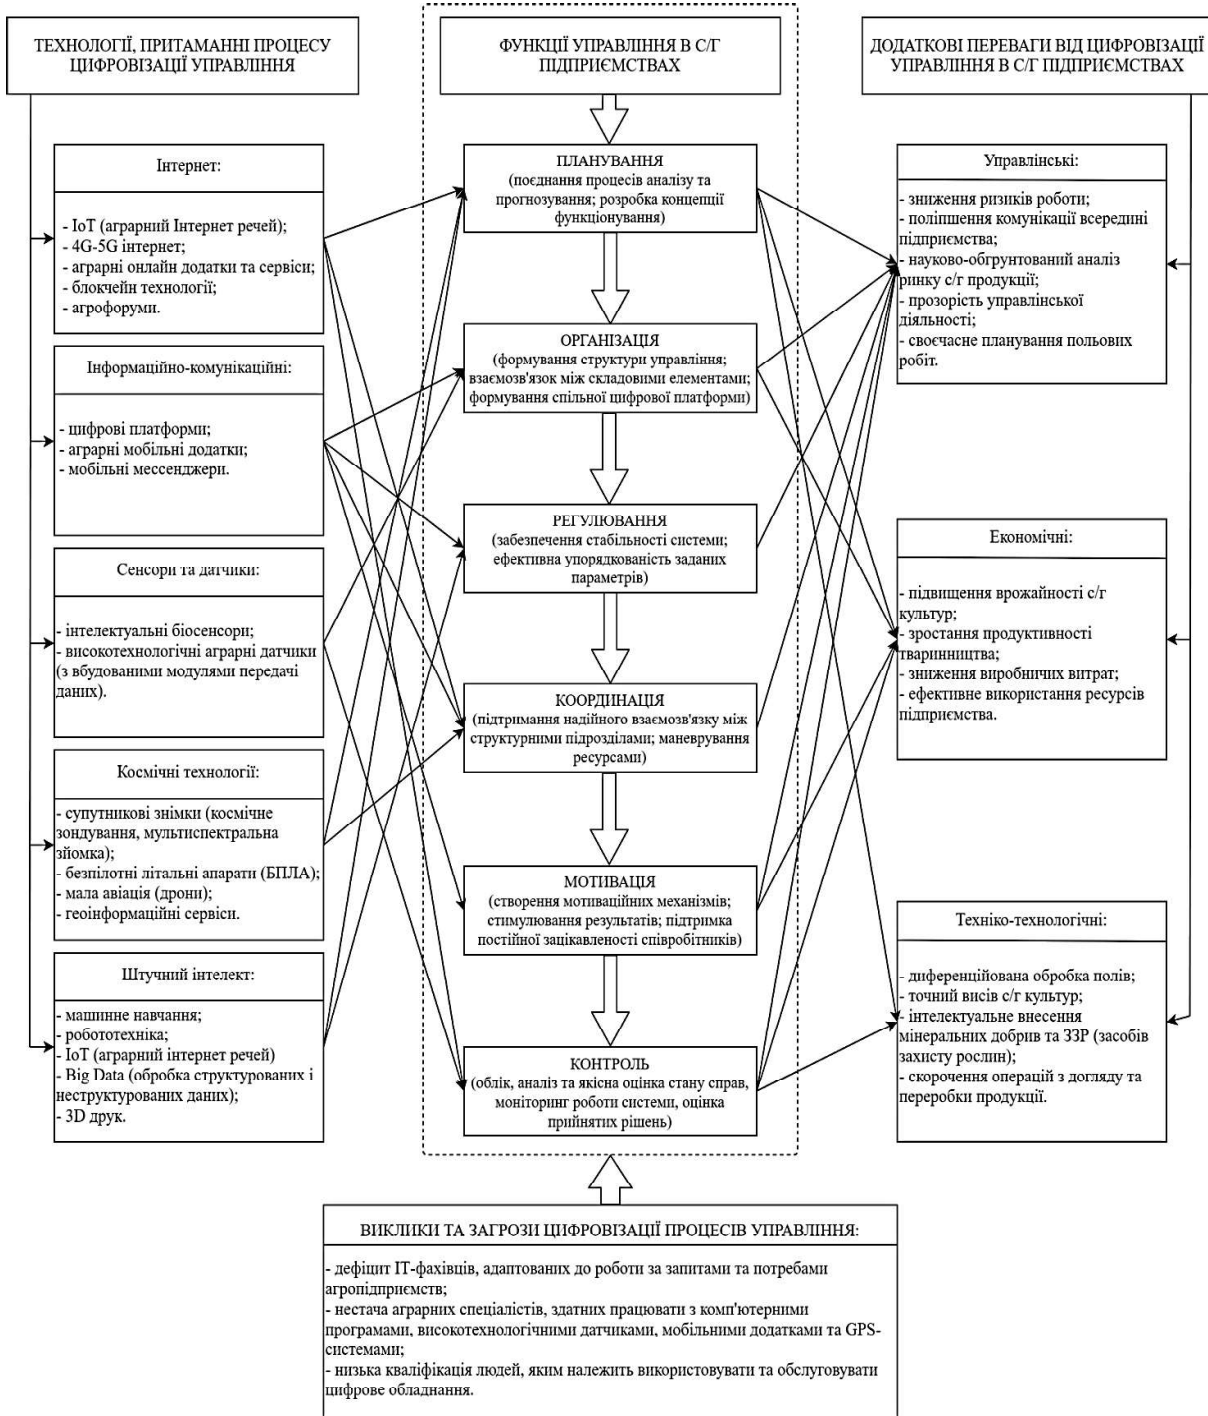 ТЕХНОЛОГІЇ, ПРИТАМАННІ ПРОЦЕСУ
ЦИФРОВІЗАЦІЇ УПРАВЛІННЯ
Інтернет:
- ІоТ (аграрний Інтернет речей);
- 4G-5G інтернет;
- аграрні онлайн додатки та сервіси;
- блокчейн технології;
- агрофоруми.
Інформаційно-комунікаційні:
- цифрові платформи;
- аграрні мобільні додатки;
- мобільні мессенджери.
Сенсори та датчики:
- інтелектуальні біосенсори;
- високотехнологічні аграрні датчики
(з вбудованими модулями передачі
даних).
Космічні технології:
- супутникові знімки (космічне
зондування, мультиспектральна
зйомка);
- безпілотні літальні апарати (БПЛА);
- мала авіація (дрони);
- геоінформаційні сервіси.
Штучний інтелект:
- машинне навчання;
- робототехніка;
- ІоТ (аграрний інтернет речей)
- Big Data (обробка структурованих і
неструктурованих даних);
- 3D друк.
ФУНКЦІЇ УПРАВЛІННЯ В С/Г
ПІДПРИЄМСТВАХ
ПЛАНУВАННЯ
(поєднання процесів аналізу та
прогнозування; розробка концепції
функціонування)
ОРГАНІЗАЦІЯ
(формування структури управління;
взаємозв'язок між складовими елементами;
формування спільної цифрової платформи)
РЕГУЛЮВАННЯ
(забезпечення стабільності системи;
ефективна упорядкованість заданих
параметрів)
КООРДИНАЦІЯ
(підтримання надійного взаємозв'язку між
структурними підрозділами; маневрування
ресурсами)
МОТИВАЦІЯ
(створення мотиваційних механізмів;
стимулювання результатів; підтримка
постійної зацікавленості співробітників)
КОНТРОЛЬ
(облік, аналіз та якісна оцінка стану справ,
моніторинг роботи системи, оцінка
прийнятих рішень)
ДОДАТКОВІ ПЕРЕВАГИ ВІД ЦИФРОВІЗАЦІЇ
УПРАВЛІННЯ В С/Г ПІДПРИЄМСТВАХ
Управлінські:
- зниження ризиків роботи;
- поліпшення комунікації всередині
підприємства;
- науково-обгрунтований аналіз
ринку с/г продукції;
- прозорість управлінської
діяльності;
- своєчасне планування польових
робіт.
Економічні:
- підвищення врожайності с/г
культур;
- зростання продуктивності
тваринництва;
- зниження виробничих витрат;
- ефективне використання ресурсів
підприємства.
Техніко-технологічні:
- диференційована обробка полів;
- точний висів с/г культур;
- інтелектуальне внесення
мінеральних добрив та ЗЗР (засобів
захисту рослин);
- скорочення операцій з догляду та
переробки продукції.
ВИКЛИКИ ТА ЗАГРОЗИ ЦИФРОВІЗАЦІЇ ПРОЦЕСІВ УПРАВЛІННЯ:
- дефіцит ІТ-фахівців, адаптованих до роботи за запитами та потребами
агропідприємств;
- нестача аграрних спеціалістів, здатних працювати з комп'ютерними
програмами, високотехнологічними датчиками, мобільними додатками та GPS-
системами;
- низька кваліфікація людей, яким належить використовувати та обслуговувати
цифрове обладнання.